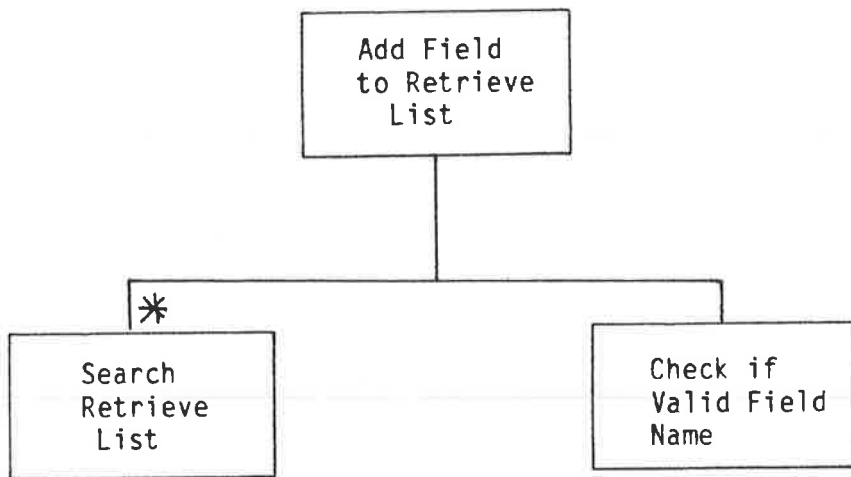 Add Field
to Retrieve
List
*
Search
Retrieve
List
Check if
Valid Field
Name